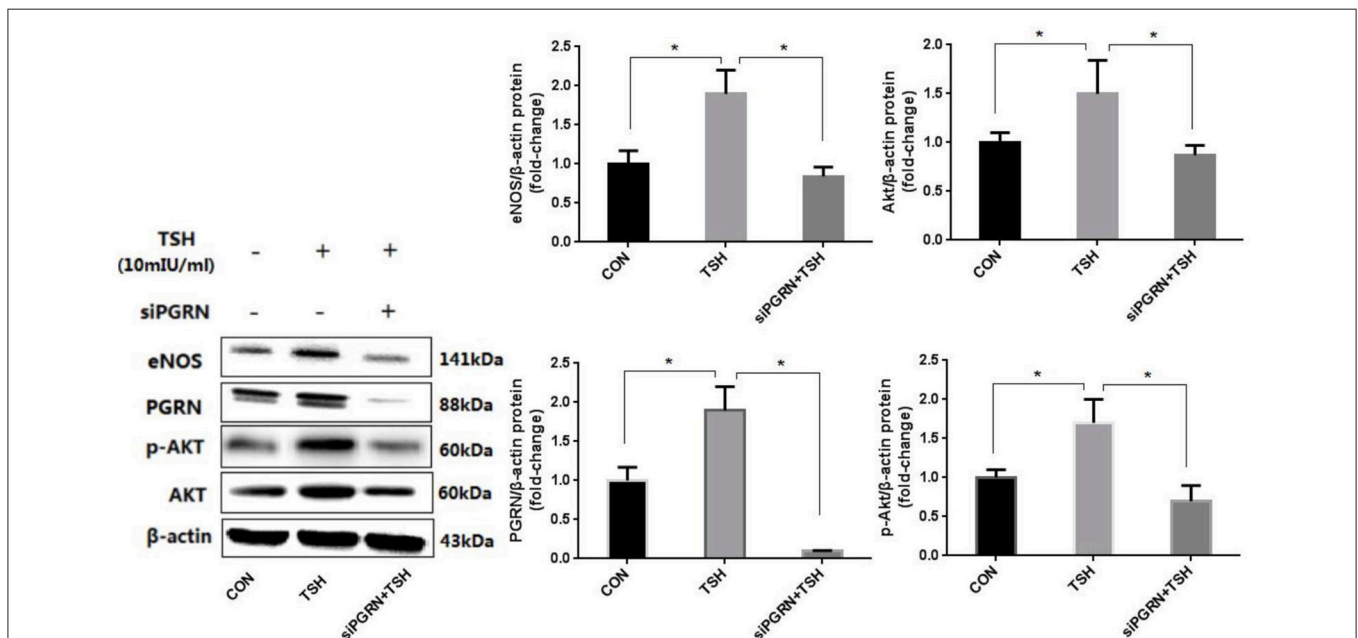 TSH
(10mIU/ml)
- + +
siPGRN
- - +
eNOS
141kDa
PGRN
88kDa
p-AKT
60kDa
AKT
60kDa
β-actin
43kDa
CON
TSH
siPGRN+TSH
eNOS/β-actin protein
(fold-change)
2.5
2.0
1.5
1.0
0.5
0.0
* *
CON
TSH
siPGRN+TSH
Akt/β-actin protein
(fold-change)
2.0
1.5
1.0
0.5
0.0
* *
CON
TSH
siPGRN+TSH
PGRN/β-actin protein
(fold-change)
2.5
2.0
1.5
1.0
0.5
0.0
* *
CON
TSH
siPGRN+TSH
p-Akt/β-actin protein
(fold-change)
2.5
2.0
1.5
1.0
0.5
0.0
* *
CON
TSH
siPGRN+TSH